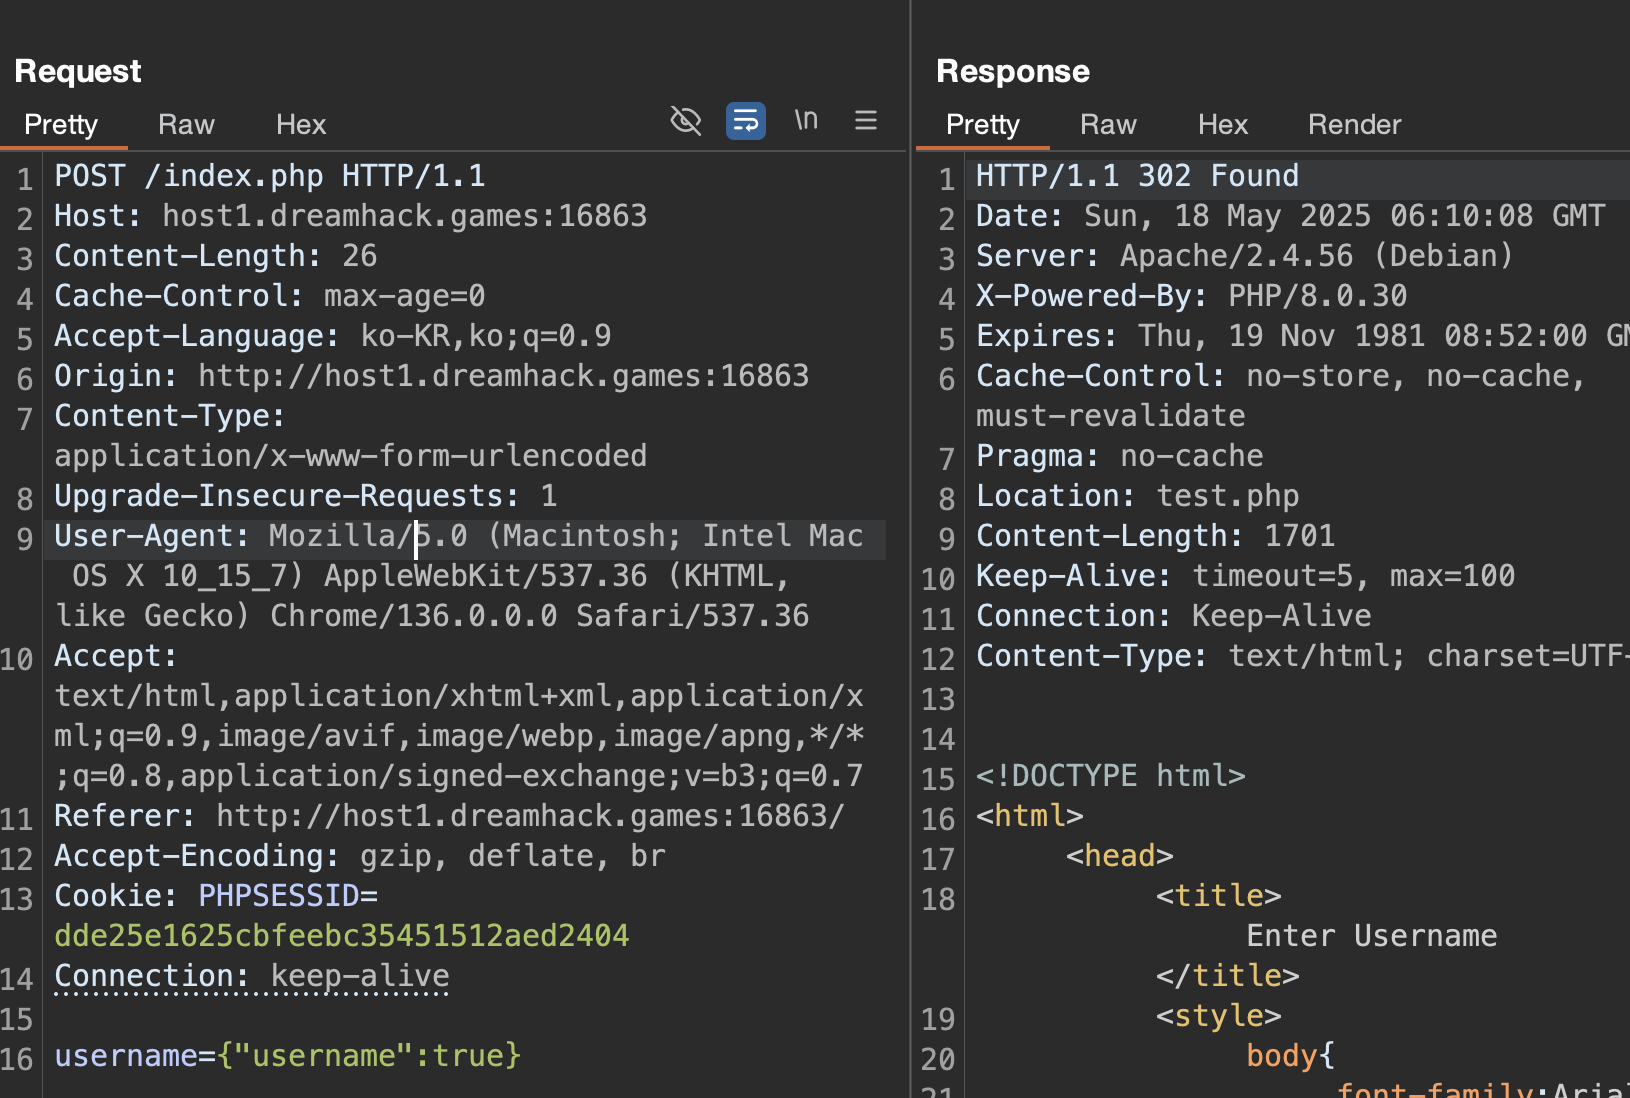 Request
Pretty Raw Hex \n
1 POST /index.php HTTP/1.1
2 Host: host1.dreamhack.games:16863
3 Content-Length: 26
4 Cache-Control: max-age=0
5 Accept-Language: ko-KR,ko;q=0.9
6 Origin: http://host1.dreamhack.games:16863
7 Content-Type:
application/x-www-form-urlencoded
8 Upgrade-Insecure-Requests: 1
9 User-Agent: Mozilla/5.0 (Macintosh; Intel Mac
OS X 10_15_7) AppleWebKit/537.36 (KHTML,
like Gecko) Chrome/136.0.0.0 Safari/537.36
10 Accept:
text/html,application/xhtml+xml,application/x
ml;q=0.9,image/avif,image/webp,image/apng,*/*
;q=0.8,application/signed-exchange;v=b3;q=0.7
11 Referer: http://host1.dreamhack.games:16863/
12 Accept-Encoding: gzip, deflate, br
13 Cookie: PHPSESSID=
dde25e1625cbfeebc35451512aed2404
14 Connection: keep-alive
15
16 username={"username":true}
Response
Pretty Raw Hex Render
1 HTTP/1.1 302 Found
2 Date: Sun, 18 May 2025 06:10:08 GMT
3 Server: Apache/2.4.56 (Debian)
4 X-Powered-By: PHP/8.0.30
5 Expires: Thu, 19 Nov 1981 08:52:00 GM
6 Cache-Control: no-store, no-cache,
must-revalidate
7 Pragma: no-cache
8 Location: test.php
9 Content-Length: 1701
10 Keep-Alive: timeout=5, max=100
11 Connection: Keep-Alive
12 Content-Type: text/html; charset=UTF-
13
14
15 <!DOCTYPE html>
16 <html>
17 <head>
18 <title>
Enter Username
</title>
19 <style>
20 body{
21 font-family:Arial